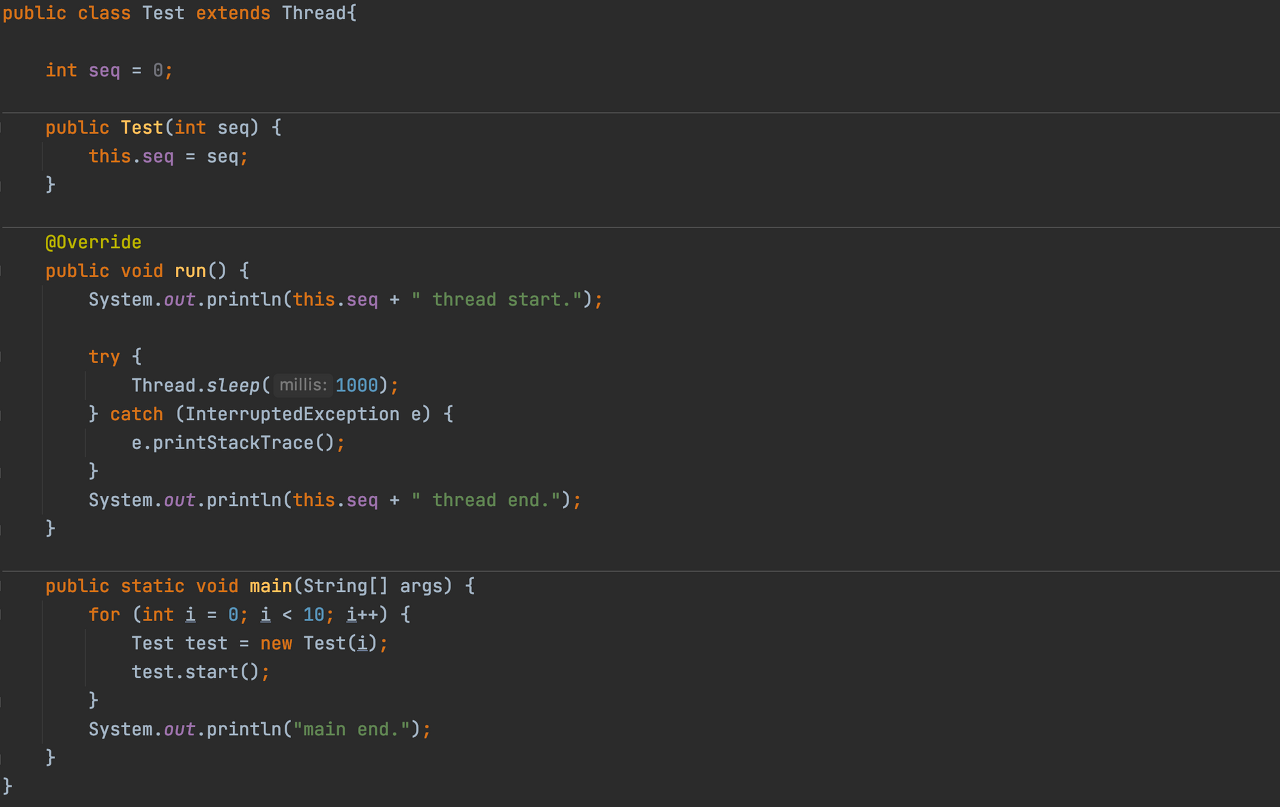 public class Test extends Thread{
int seq = 0;
public Test(int seq) {
this.seq = seq;
}
@Override
public void run() {
System.out.println(this.seq + " thread start.");
try {
Thread.sleep( millis: 1000);
} catch (InterruptedException e) {
e.printStackTrace();
}
System.out.println(this.seq + " thread end.");
}
public static void main(String[] args) {
for (int i = 0; i < 10; i++) {
Test test = new Test(i);
test.start();
}
System.out.println("main end.");
}
}